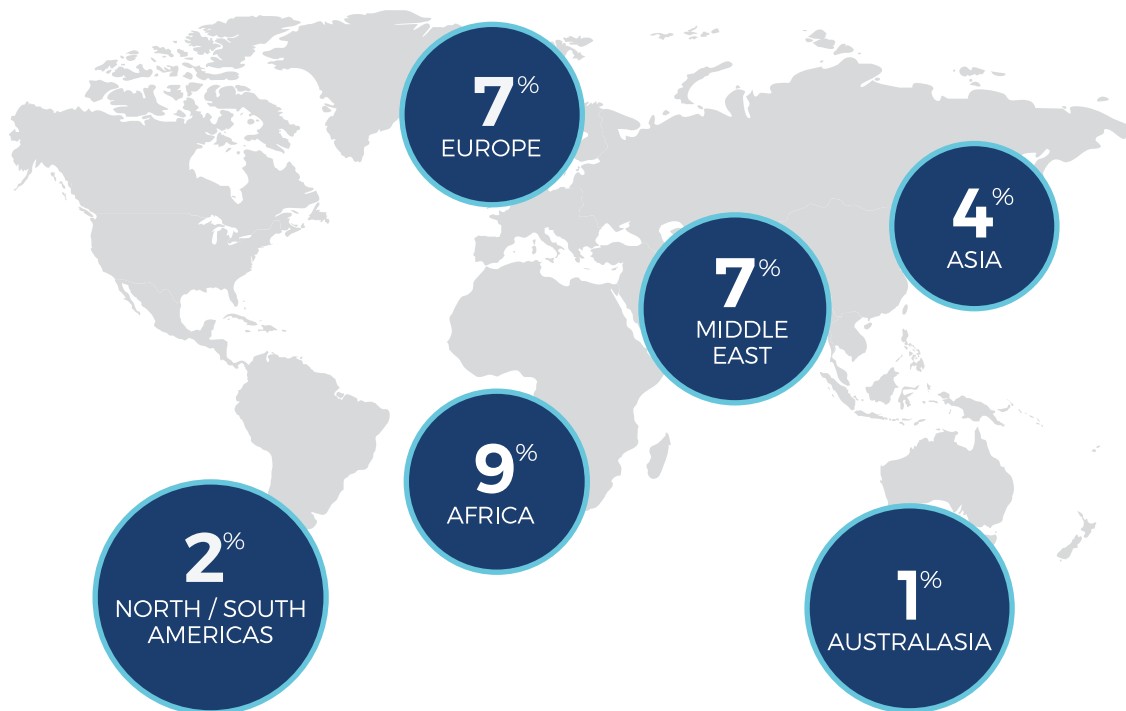 7%
EUROPE
4%
ASIA
7%
MIDDLE
EAST
9%
AFRICA
2%
NORTH / SOUTH
AMERICAS
1%
AUSTRALASIA